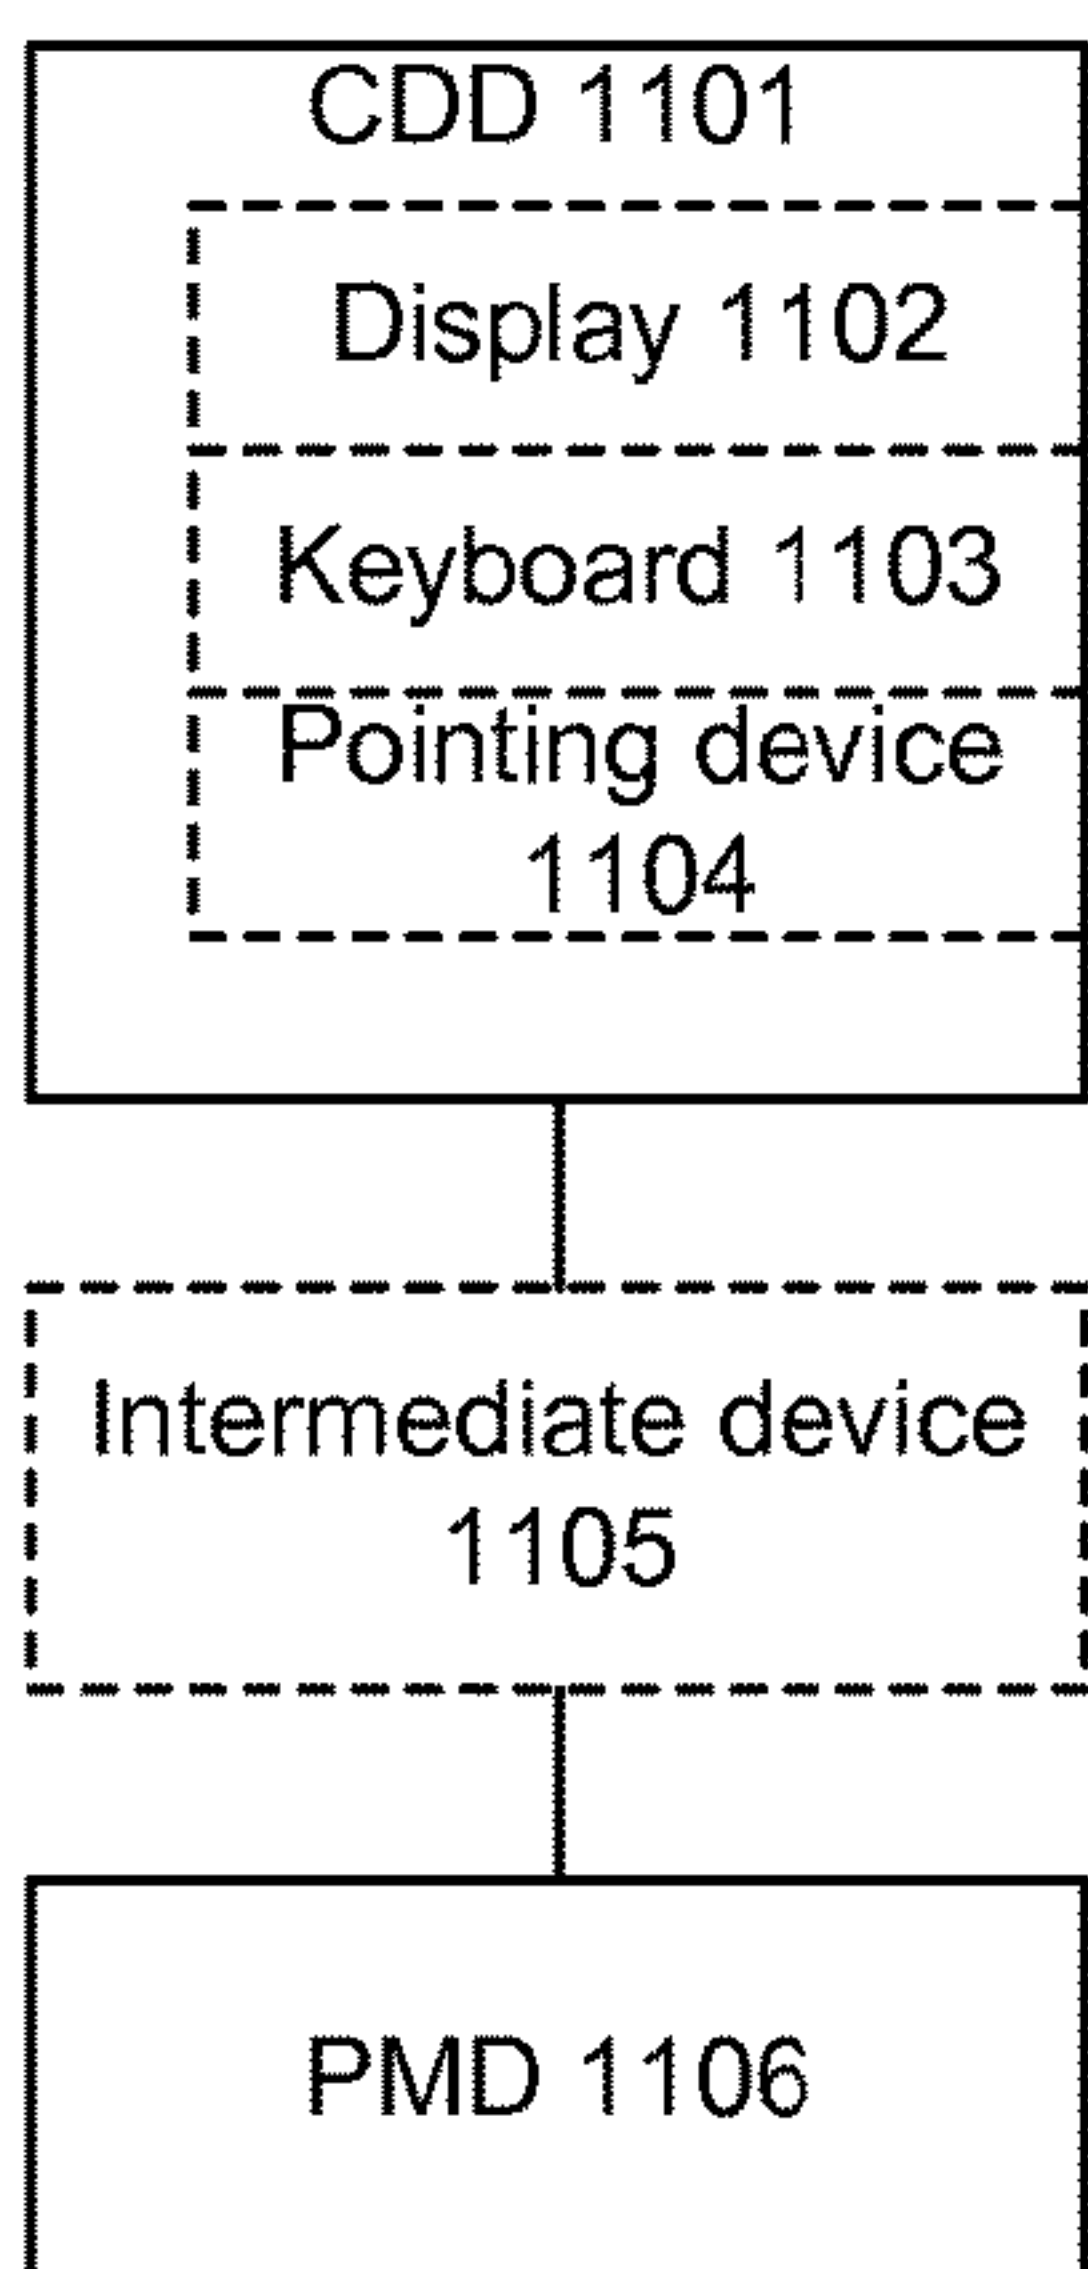 CDD 1101
Display 1102
Keyboard 1103
Pointing device
1104
Intermediate device
1105
PMD 1106